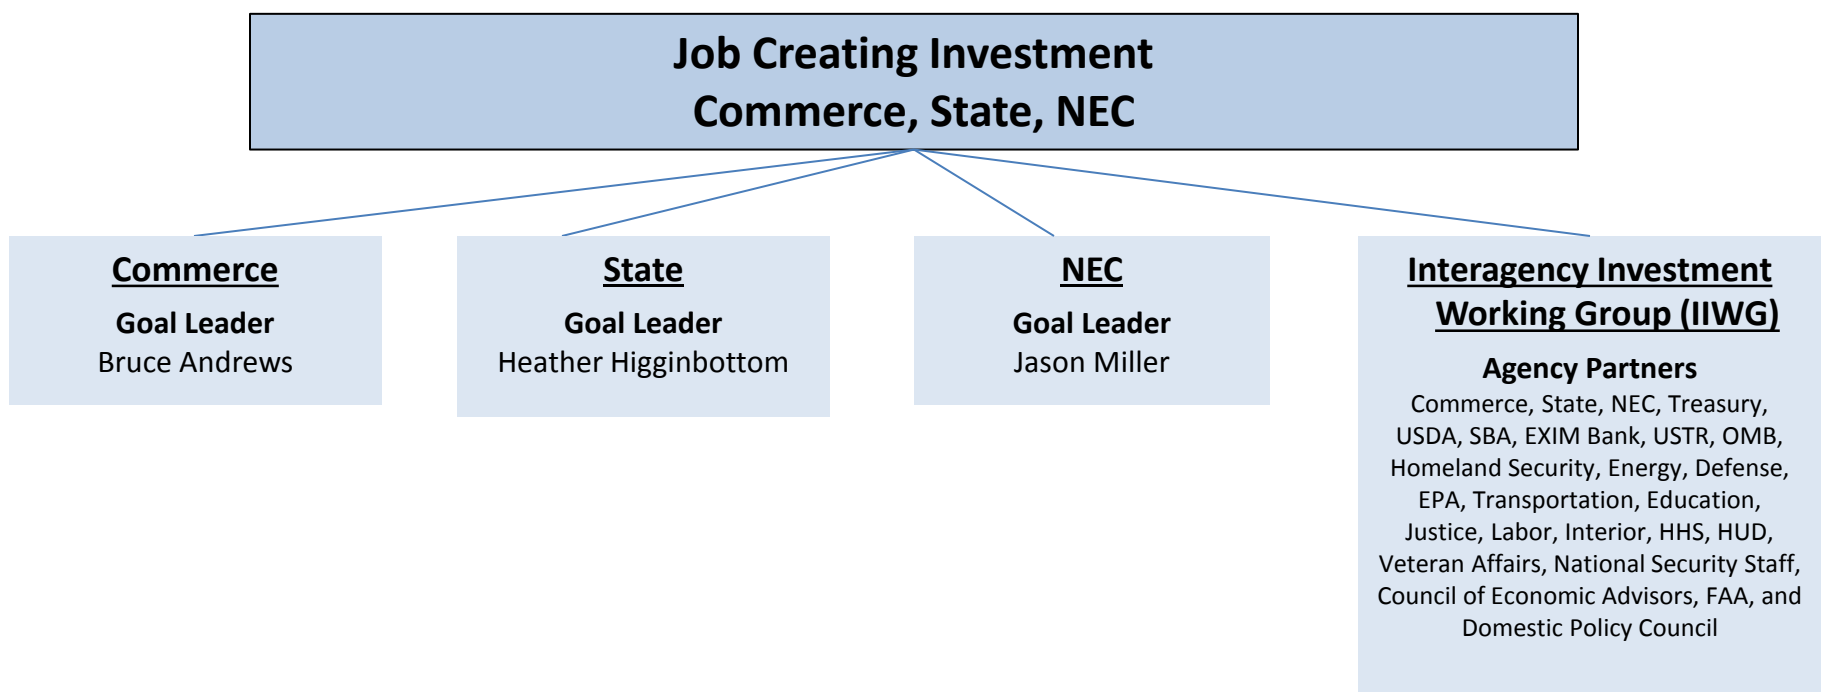 Job Creating Investment
Commerce, State, NEC
Commerce
Goal Leader
Bruce Andrews
State
Goal Leader
Heather Higginbottom
NEC
Goal Leader
Jason Miller
Interagency Investment
Working Group (IIWG)
Agency Partners
Commerce, State, NEC, Treasury,
USDA, SBA, EXIM Bank, USTR, OMB,
Homeland Security, Energy, Defense,
EPA, Transportation, Education,
Justice, Labor, Interior, HHS, HUD,
Veteran Affairs, National Security Staff,
Council of Economic Advisors, FAA, and
Domestic Policy Council